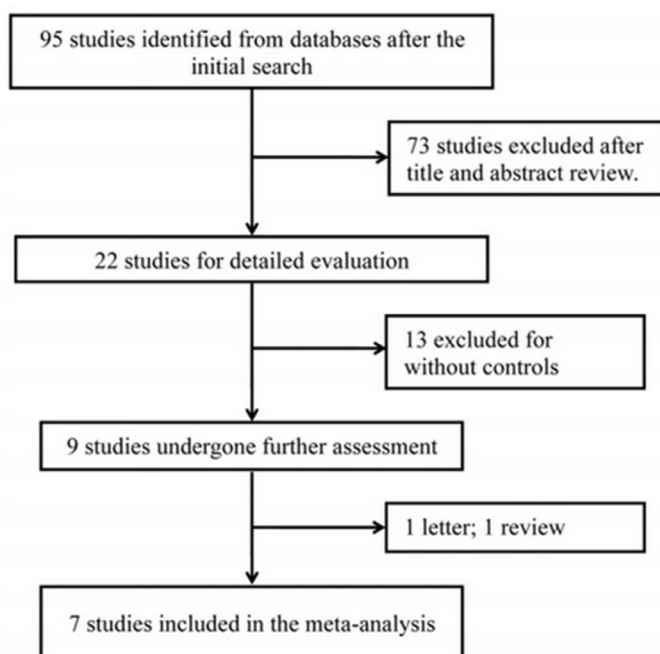 95 studies identified from databases after the
initial search
73 studies excluded after
title and abstract review.
22 studies for detailed evaluation
13 excluded for
without controls
9 studies undergone further assessment
1 letter; 1 review
7 studies included in the meta-analysis